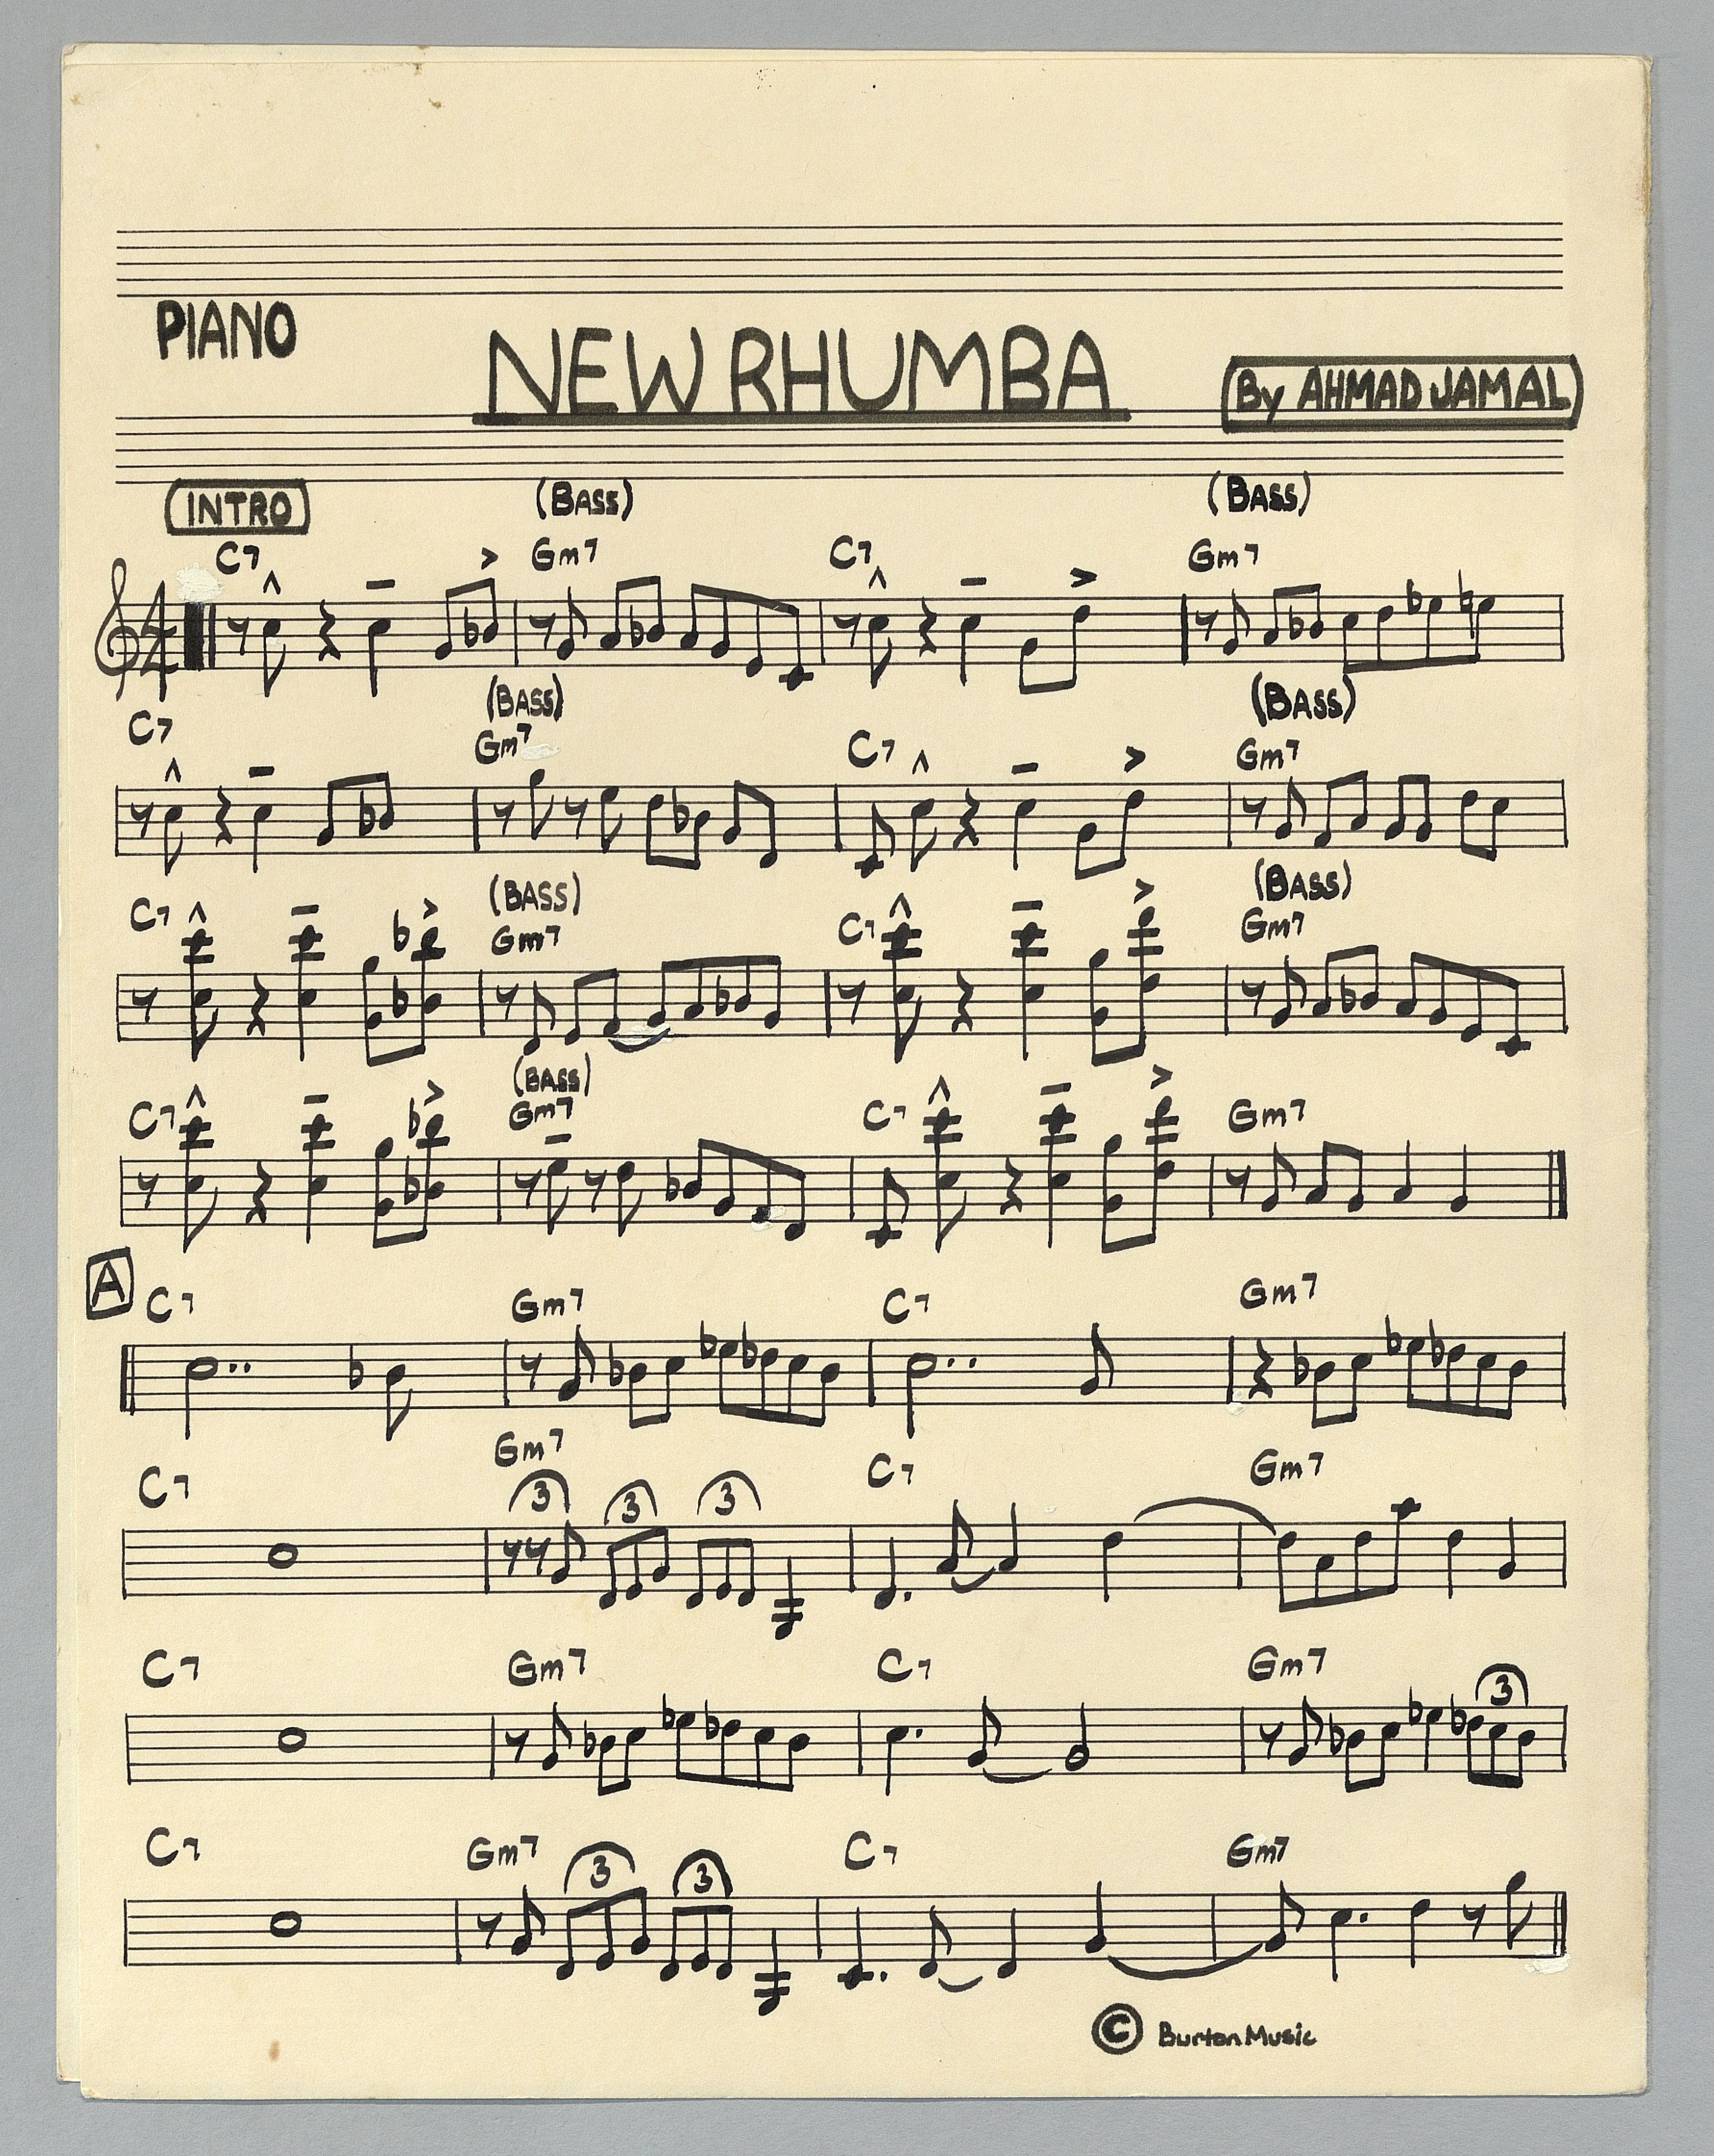 PIANO
NEW RHUMBA
By AHMAD JAMAL
INTRO
(BASS) (BASS)
C7 Gm7 C7 Gm7
4
(BASS) (BASS)
C7 Gm7 C7 Gm7
(BASS) (BASS)
C7 Gm7 C7 Gm7
(BASS)
C7 Gm7 C7 Gm7
A
C7 Gm7 C7 Gm7
C7 Gm7 C7 Gm7
3 3 3
C7 Gm7 C7 Gm7
3
C7 Gm7 C7 Gm7
3 3
© Burton Music